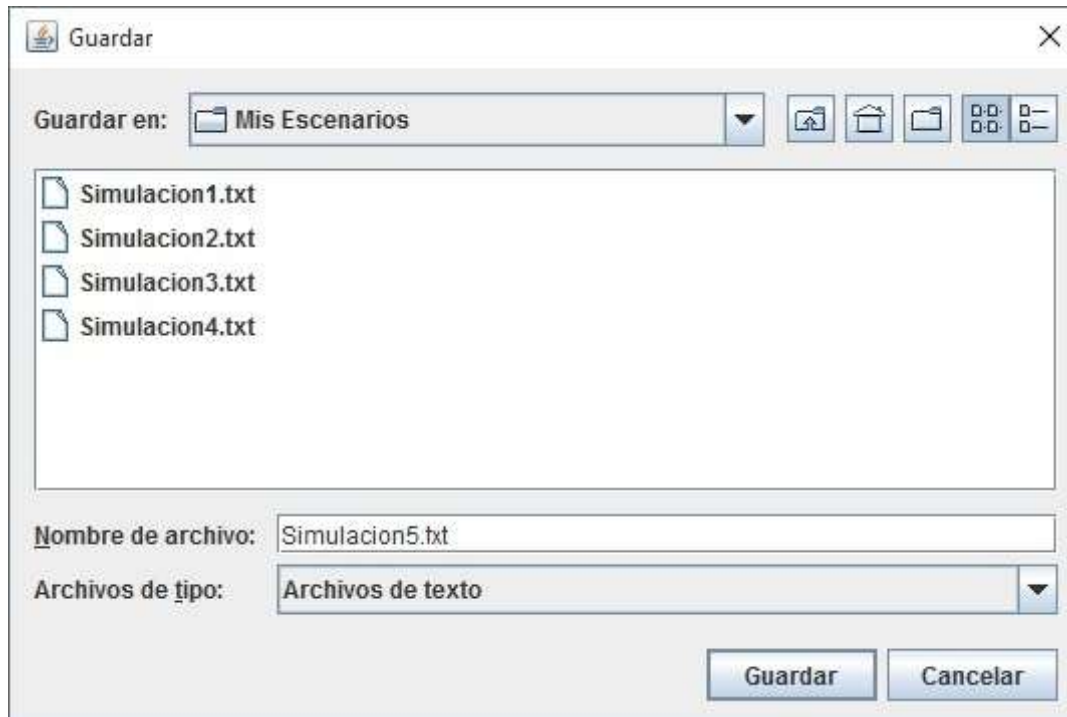 Guardar
Guardar en: Mis Escenarios
Simulacion1.txt
Simulacion2.txt
Simulacion3.txt
Simulacion4.txt
Nombre de archivo: Simulacion5.txt
Archivos de tipo: Archivos de texto
Guardar Cancelar